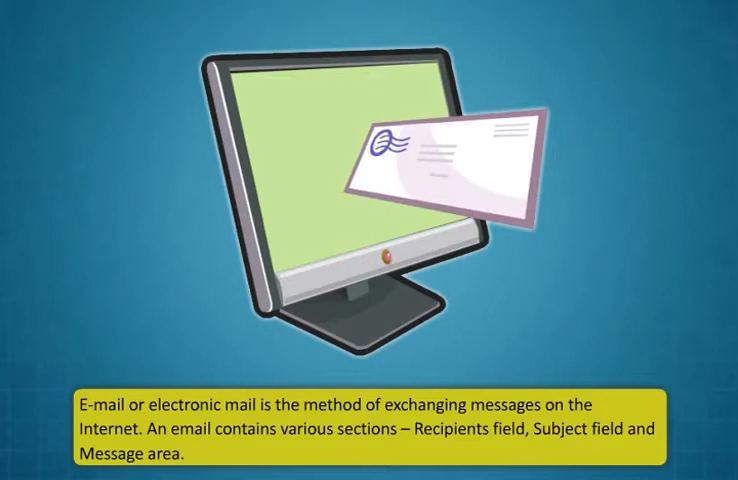 E-mail or electronic mail is the method of exchanging messages on the
Internet. An email contains various sections – Recipients field, Subject field and
Message area.